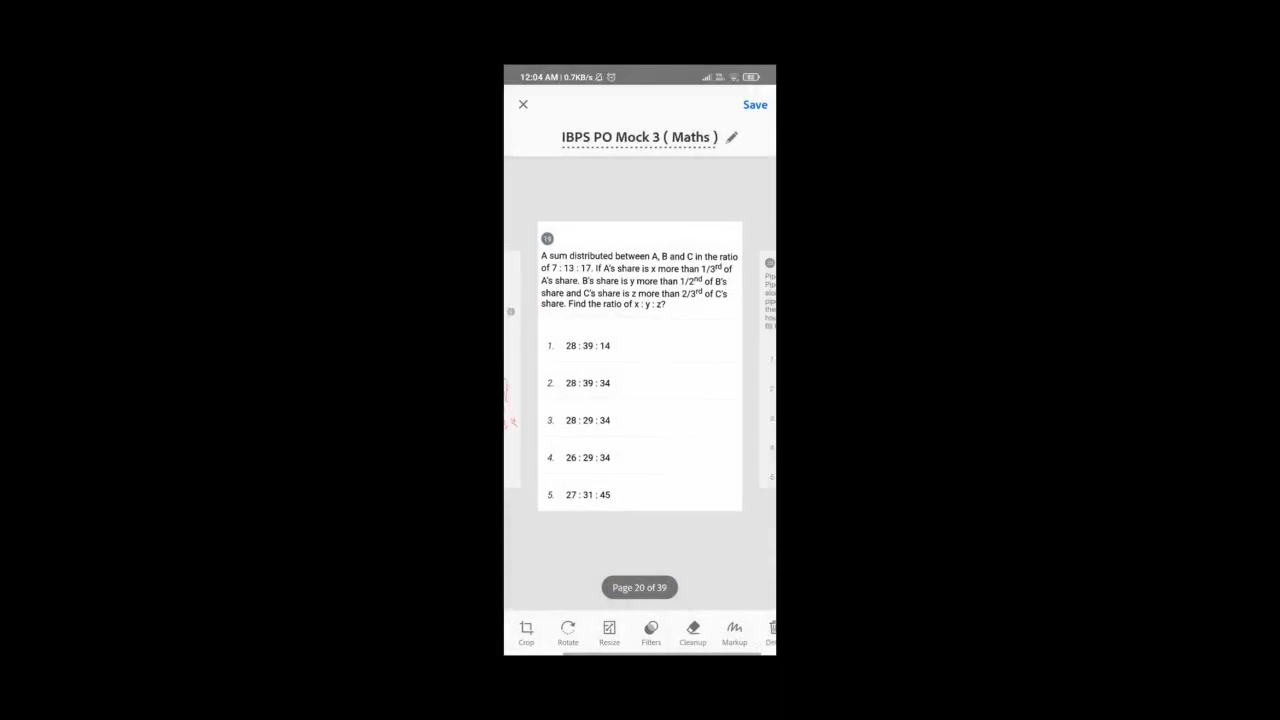 12:04 AM | 0.7KB/s
Save
IBPS PO Mock 3 ( Maths )
19
A sum distributed between A, B and C in the ratio
of 7 : 13 : 17. If A's share is x more than 1/3rd of
A's share. B's share is y more than 1/2nd of B's
share and C's share is z more than 2/3rd of C's
share. Find the ratio of x : y : z?
1. 28 : 39 : 14
2. 28 : 39 : 34
3. 28 : 29 : 34
4. 26 : 29 : 34
5. 27 : 31 : 45
Page 20 of 39
Crop Rotate Resize Filters Cleanup Markup